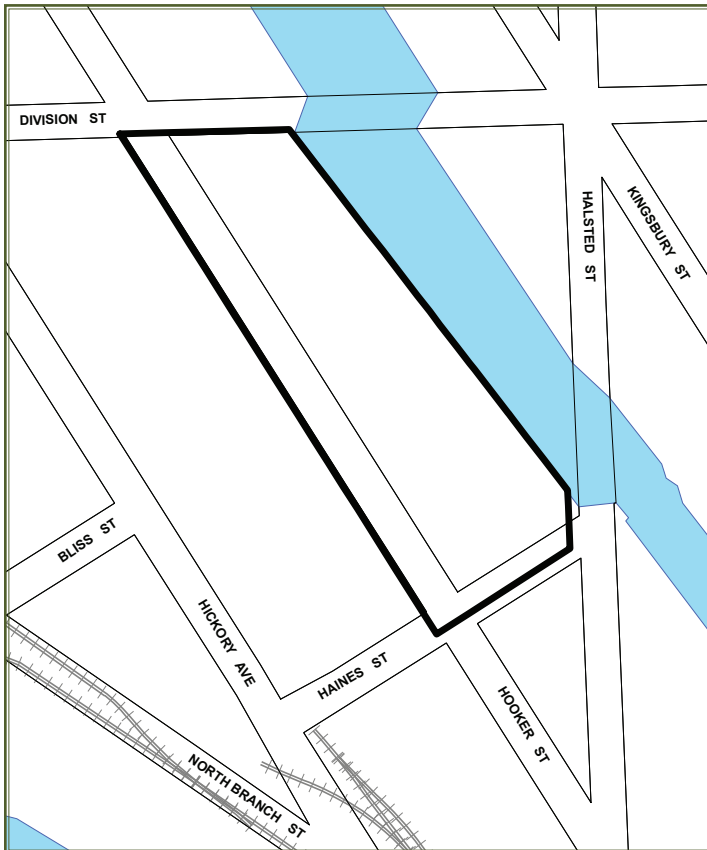 DIVISION ST
HALSTED ST
KINGSBURY ST
BLISS ST
HICKORY AVE
HAINES ST
HOOKER ST
NORTH BRANCH ST